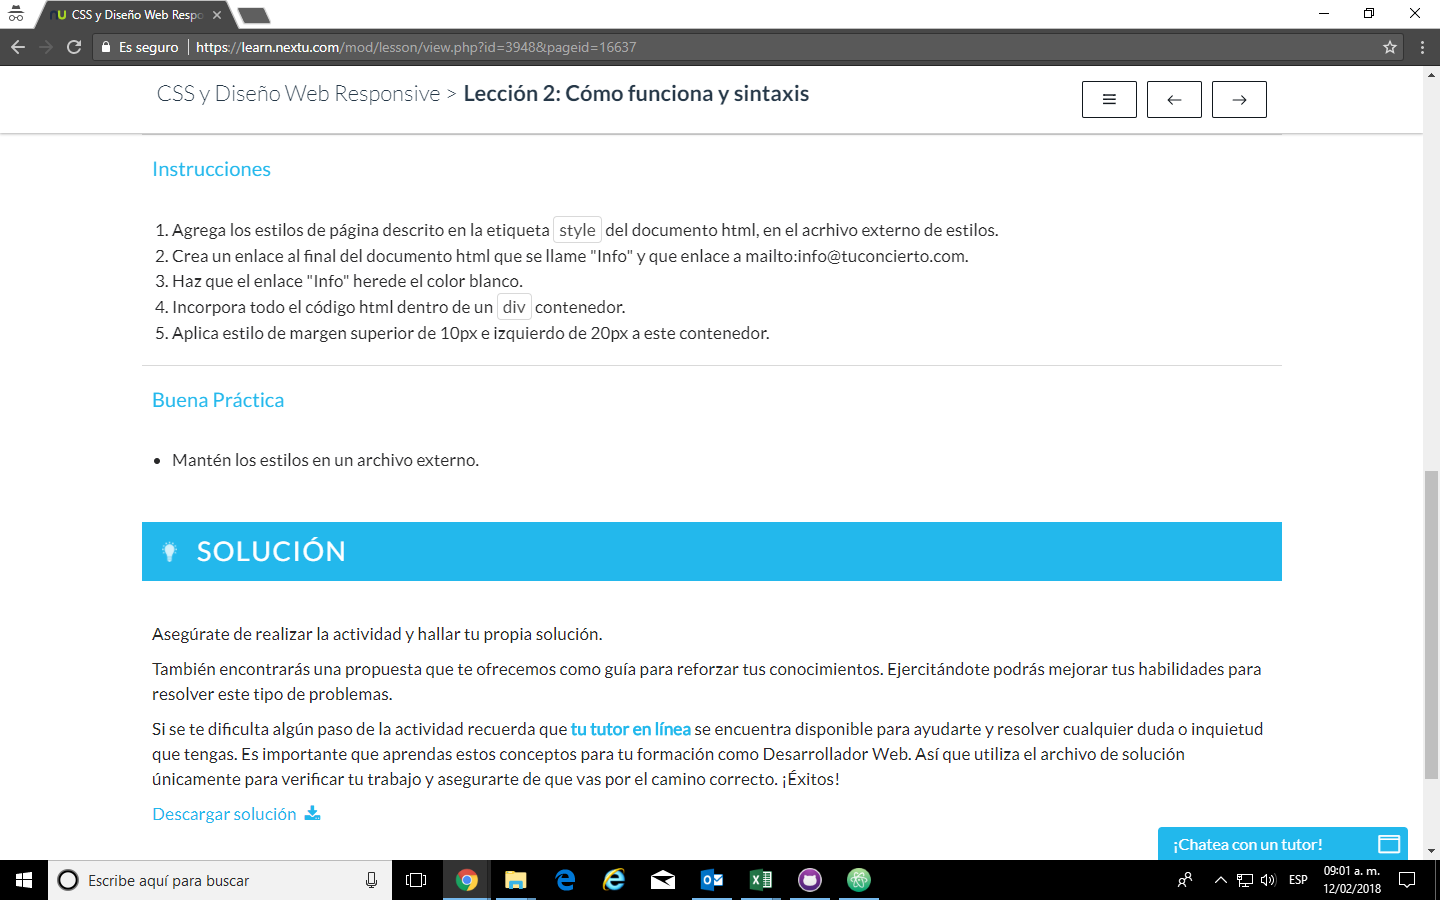 CSS y Diseño Web Respo
Es seguro
https://learn.nextu.com/mod/lesson/view.php?id=3948&pageid=16637
CSS y Diseño Web Responsive > Lección 2: Cómo funciona y sintaxis
Instrucciones
1. Agrega los estilos de página descrito en la etiqueta style del documento html, en el acrhivo externo de estilos.
2. Crea un enlace al final del documento html que se llame "Info" y que enlace a mailto:info@tuconcierto.com.
3. Haz que el enlace "Info" herede el color blanco.
4. Incorpora todo el código html dentro de un div contenedor.
5. Aplica estilo de margen superior de 10px e izquierdo de 20px a este contenedor.
Buena Práctica
• Mantén los estilos en un archivo externo.
SOLUCIÓN
Asegúrate de realizar la actividad y hallar tu propia solución.
También encontrarás una propuesta que te ofrecemos como guía para reforzar tus conocimientos. Ejercitándote podrás mejorar tus habilidades para
resolver este tipo de problemas.
Si se te dificulta algún paso de la actividad recuerda que tu tutor en línea se encuentra disponible para ayudarte y resolver cualquier duda o inquietud
que tengas. Es importante que aprendas estos conceptos para tu formación como Desarrollador Web. Así que utiliza el archivo de solución
únicamente para verificar tu trabajo y asegurarte de que vas por el camino correcto. ¡Éxitos!
Descargar solución
¡Chatea con un tutor!
Escribe aquí para buscar
ESP
09:01 a. m.
12/02/2018